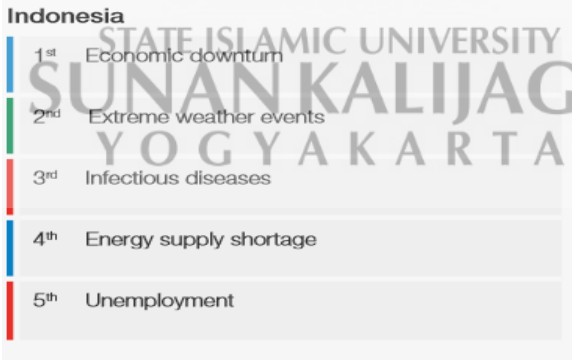 Indonesia
STATE ISLAMIC UNIVERSITY
1st Economic downturn
SUNAN KALIJAG
2nd Extreme weather events
YOGYAKARTA
3rd Infectious diseases
4th Energy supply shortage
5th Unemployment